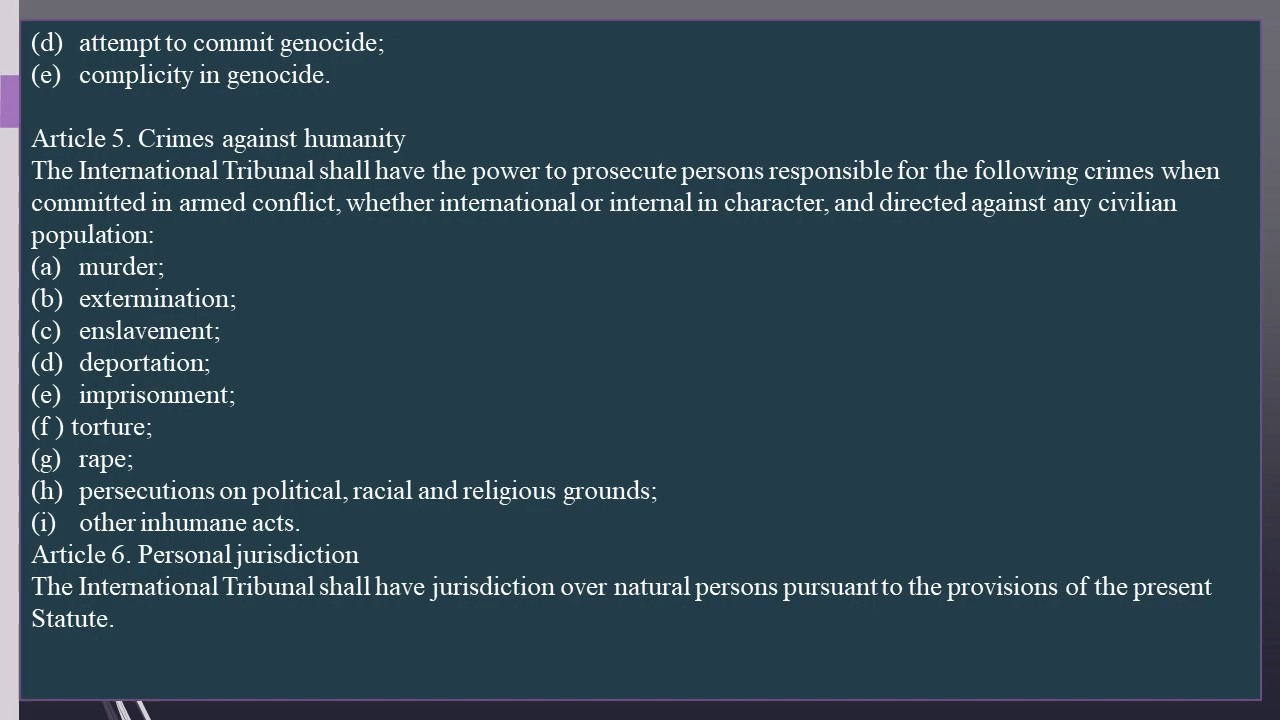 (d) attempt to commit genocide;
(e) complicity in genocide.
Article 5. Crimes against humanity
The International Tribunal shall have the power to prosecute persons responsible for the following crimes when
committed in armed conflict, whether international or internal in character, and directed against any civilian
population:
(a) murder;
(b) extermination;
(c) enslavement;
(d) deportation;
(e) imprisonment;
(f ) torture;
(g) rape;
(h) persecutions on political, racial and religious grounds;
(i) other inhumane acts.
Article 6. Personal jurisdiction
The International Tribunal shall have jurisdiction over natural persons pursuant to the provisions of the present
Statute.